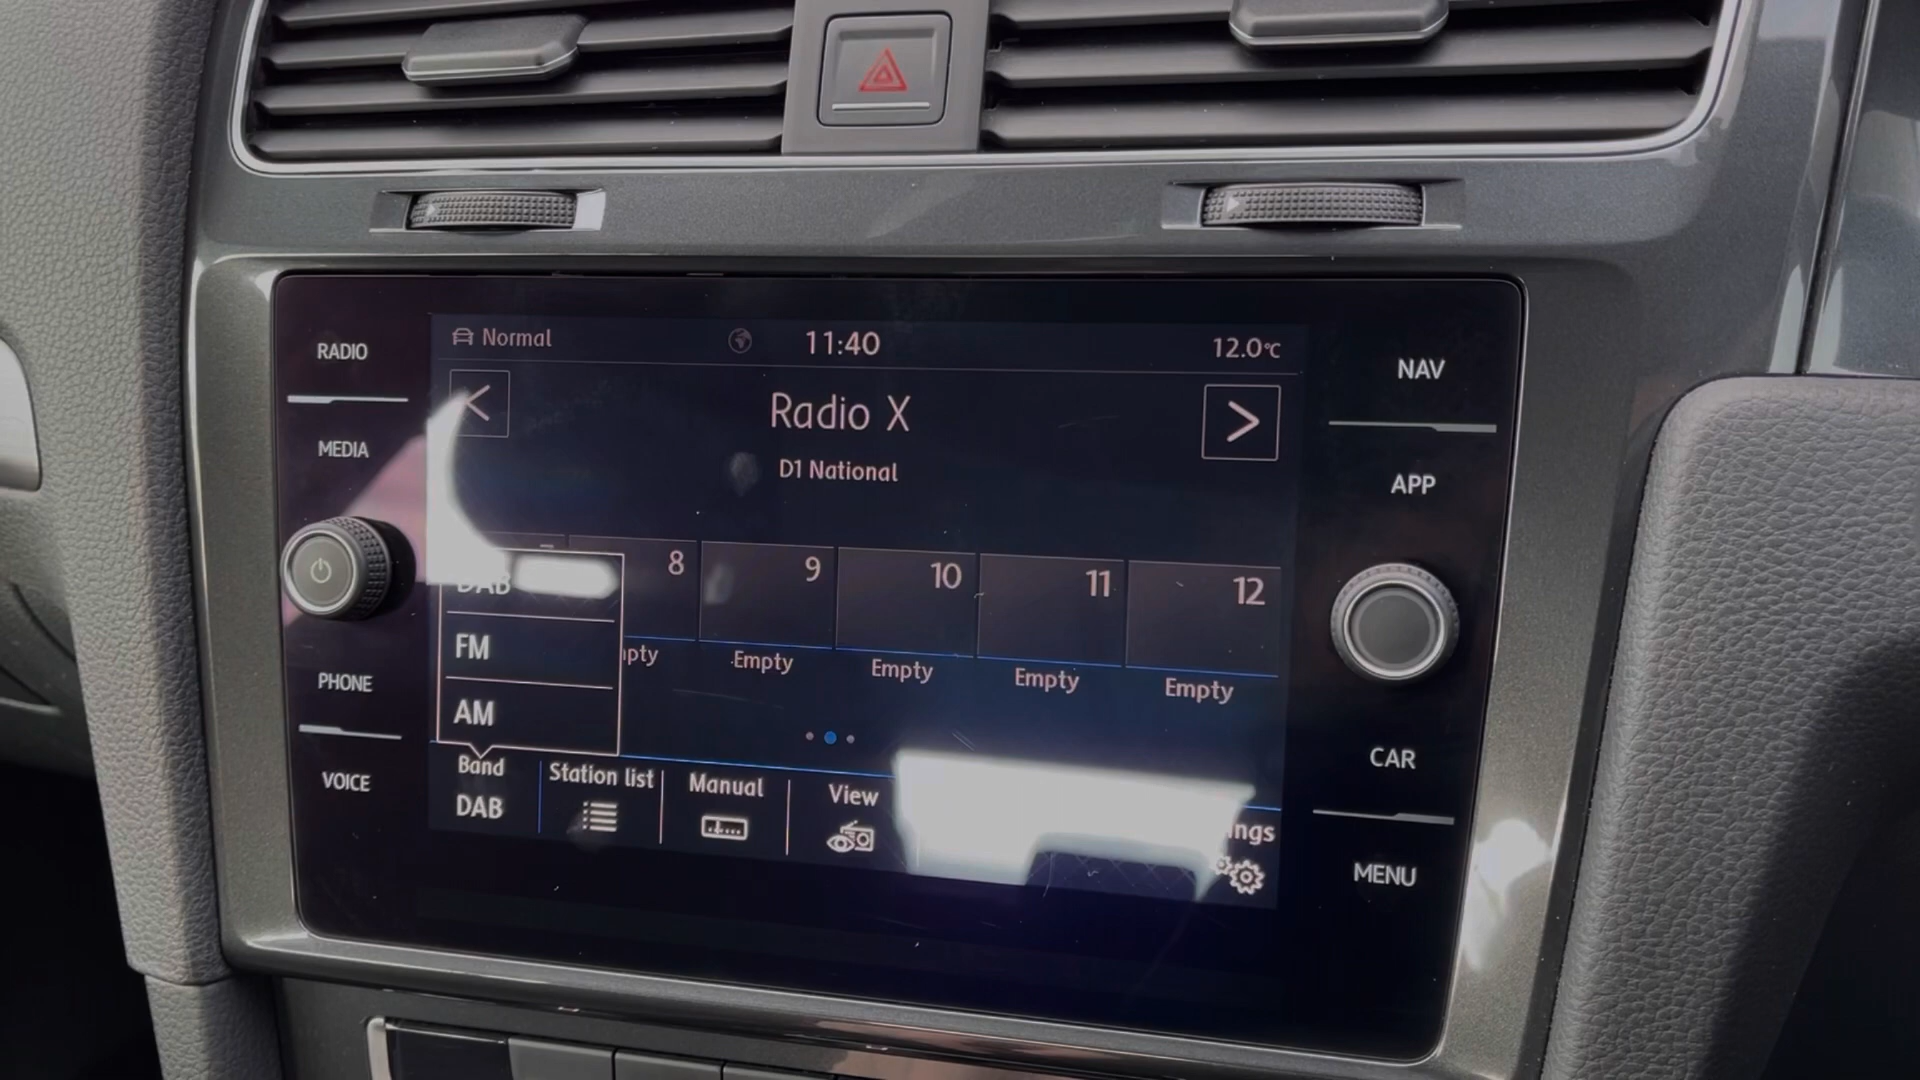 RADIO
MEDIA
PHONE
VOICE
Normal
11:40
12.0°C
Radio X
D1 National
8
9
10
11
12
Empty
Empty
Empty
Empty
DAB
FM
AM
Band
DAB
Station list
Manual
View
NAV
APP
CAR
MENU